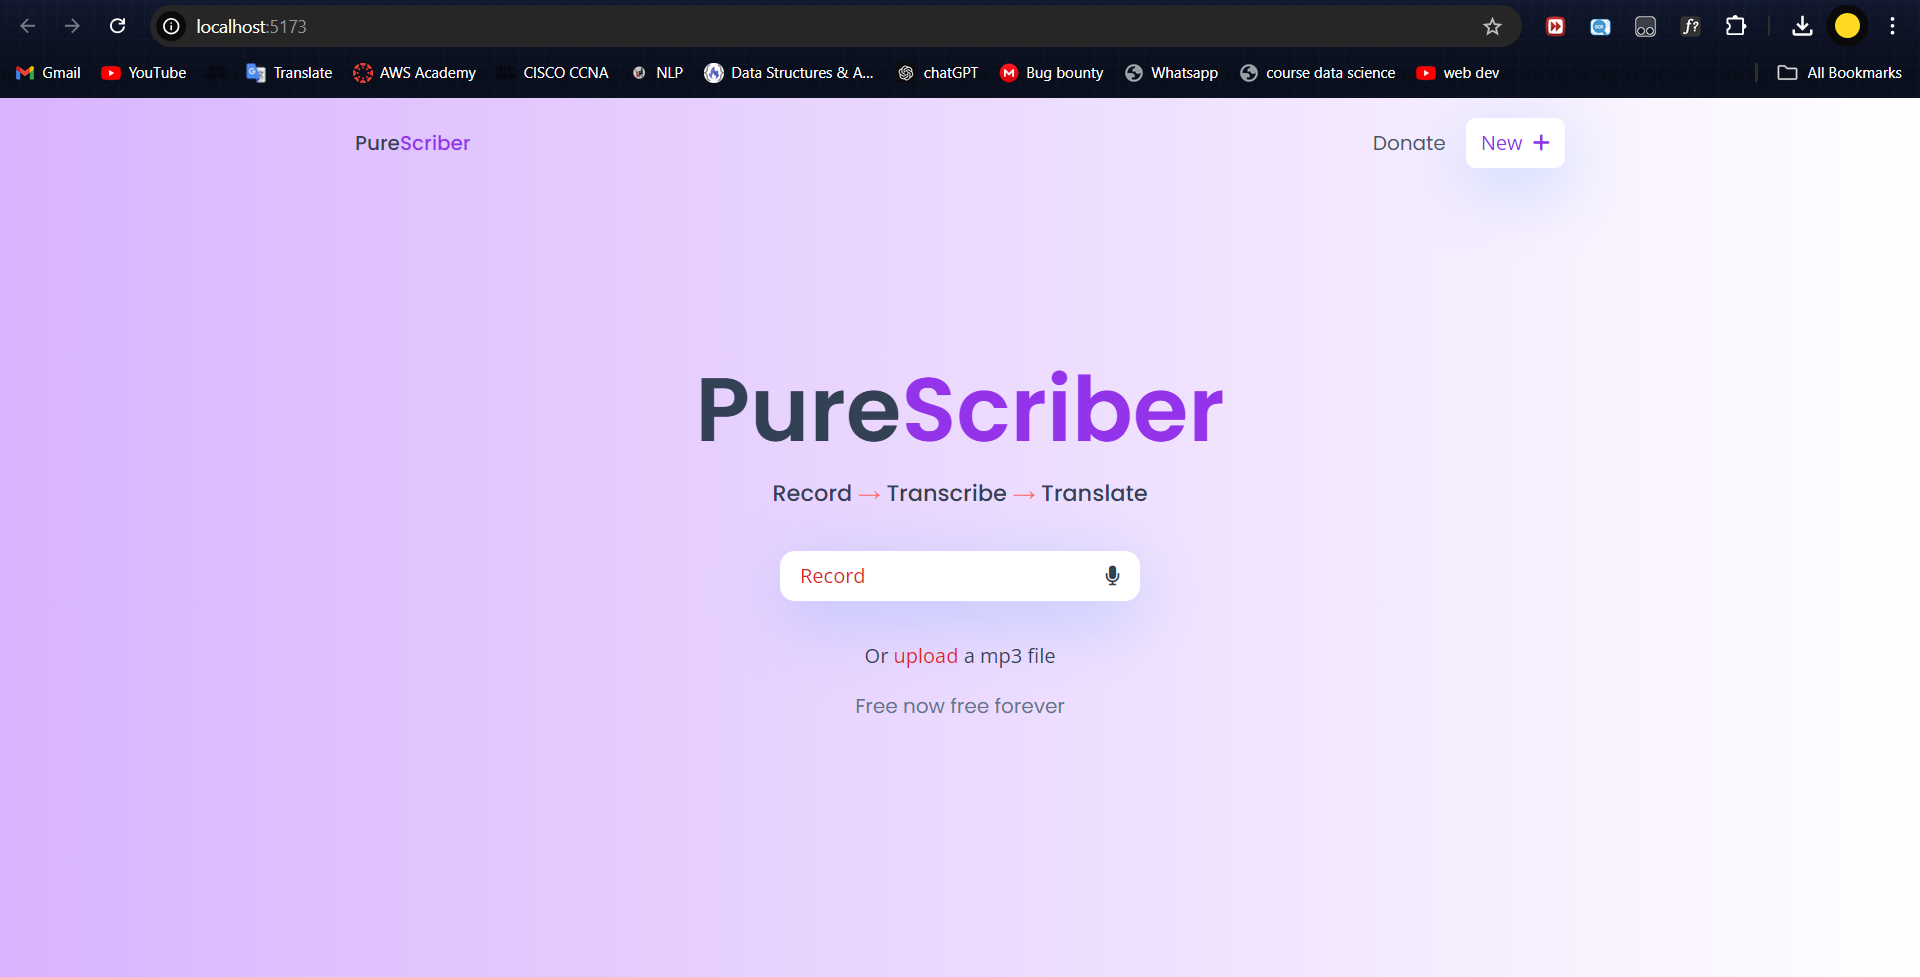 localhost:5173
Gmail YouTube Translate AWS Academy CISCO CCNA NLP Data Structures & A... chatGPT Bug bounty Whatsapp course data science web dev All Bookmarks
PureScriber Donate New +
PureScriber
Record → Transcribe → Translate
Record
Or upload a mp3 file
Free now free forever